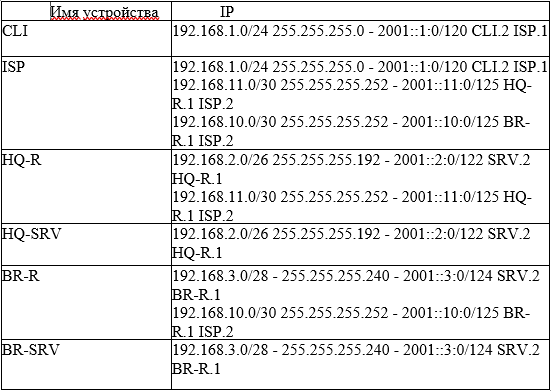 Имя устройства IP
CLI 192.168.1.0/24 255.255.255.0 - 2001::1:0/120 CLI.2 ISP.1
ISP 192.168.1.0/24 255.255.255.0 - 2001::1:0/120 CLI.2 ISP.1
192.168.11.0/30 255.255.255.252 - 2001::11:0/125 HQ-
R.1 ISP.2
192.168.10.0/30 255.255.255.252 - 2001::10:0/125 BR-
R.1 ISP.2
HQ-R 192.168.2.0/26 255.255.255.192 - 2001::2:0/122 SRV.2
HQ-R.1
192.168.11.0/30 255.255.255.252 - 2001::11:0/125 HQ-
R.1 ISP.2
HQ-SRV 192.168.2.0/26 255.255.255.192 - 2001::2:0/122 SRV.2
HQ-R.1
BR-R 192.168.3.0/28 - 255.255.255.240 - 2001::3:0/124 SRV.2
BR-R.1
192.168.10.0/30 255.255.255.252 - 2001::10:0/125 BR-
R.1 ISP.2
BR-SRV 192.168.3.0/28 - 255.255.255.240 - 2001::3:0/124 SRV.2
BR-R.1